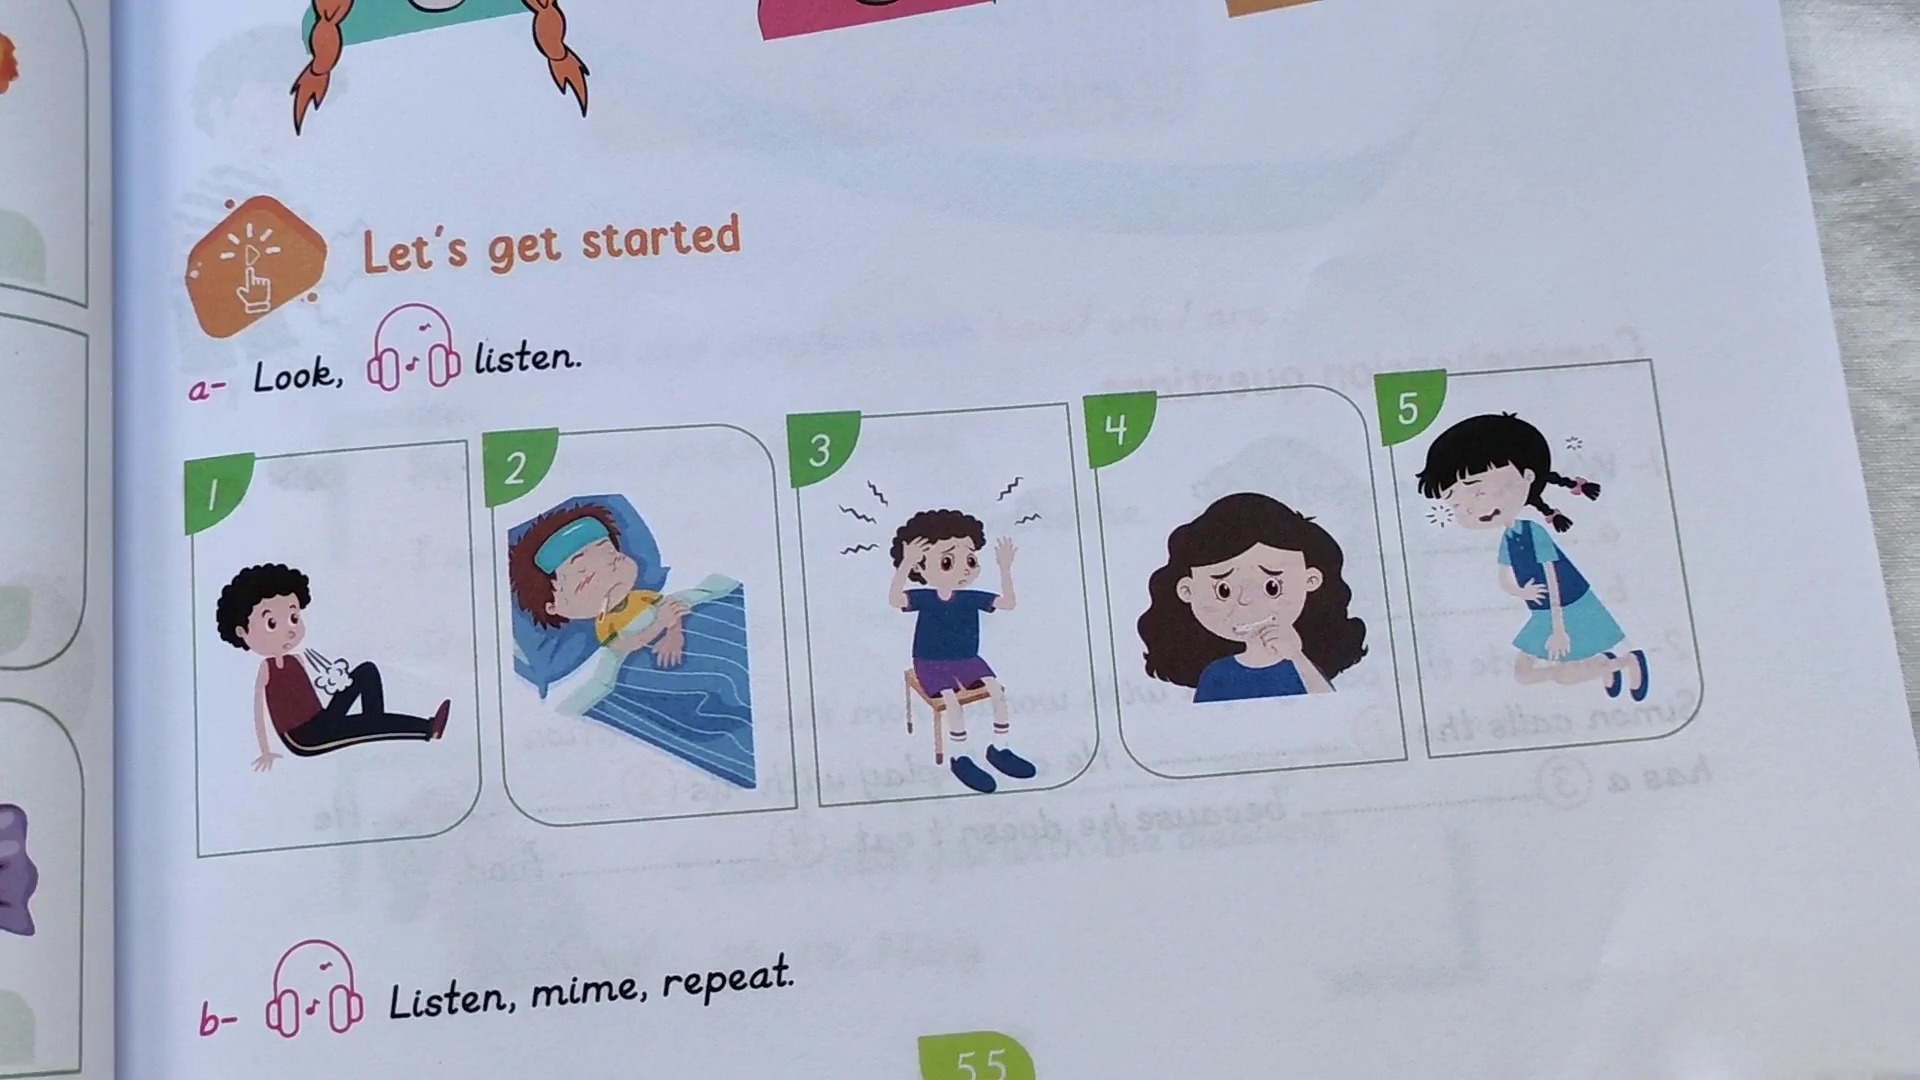 Let's get started
a- Look, listen.
1
2
3
4
5
b- Listen, mime, repeat.
55